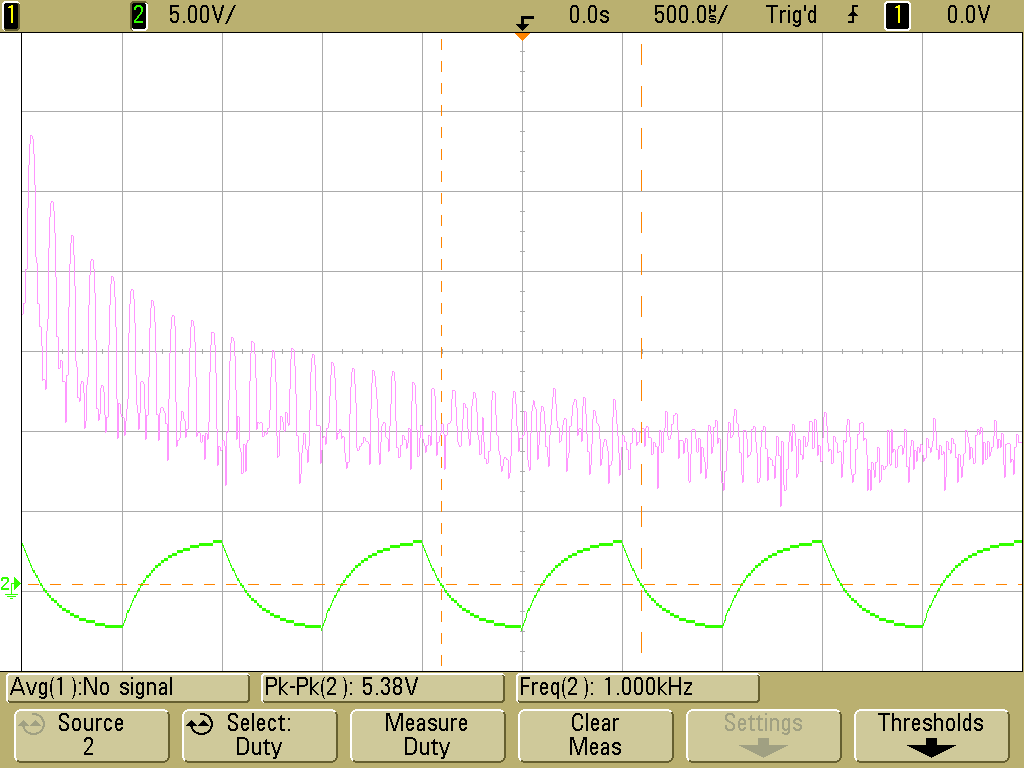 1 2 5.00V/ 0.0s 500.0㎲/ Trig'd 1 0.0V
2
Avg(1):No signal Pk-Pk(2): 5.38V Freq(2): 1.000kHz
Source Select: Measure Clear Settings Thresholds
2 Duty Duty Meas